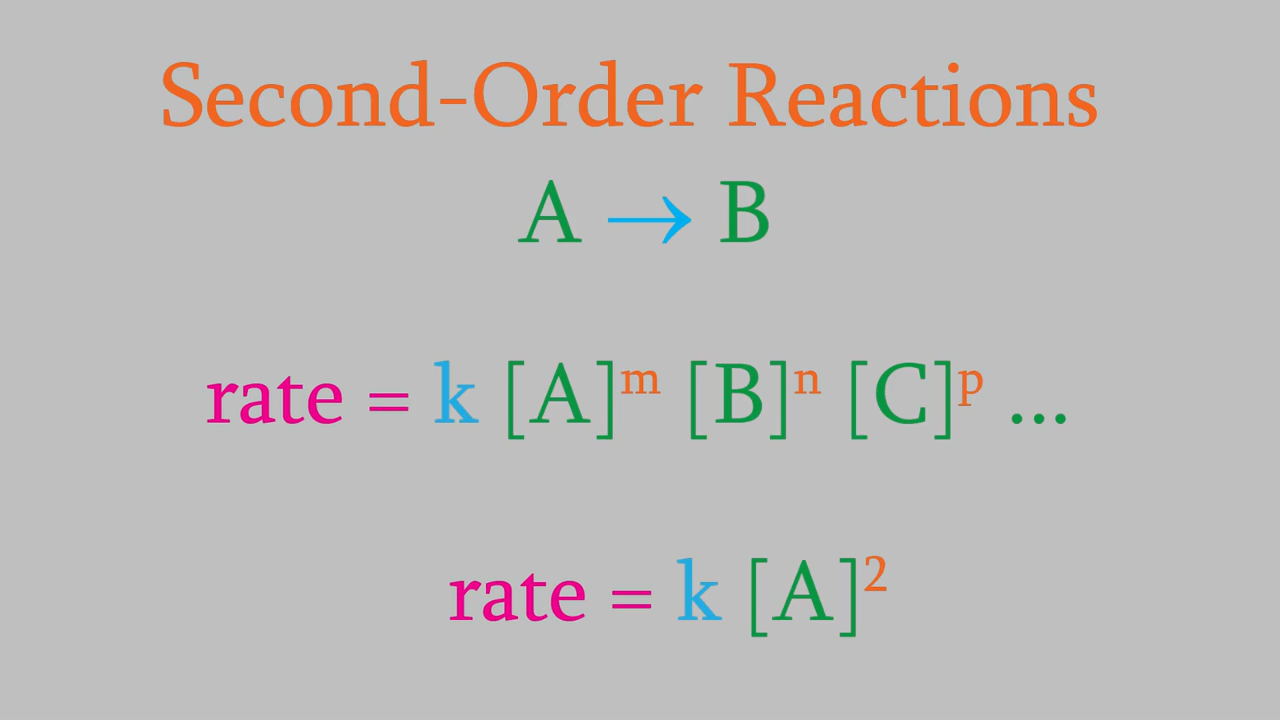 Second-Order Reactions
A → B
rate = k [A]ᵐ [B]ⁿ [C]ᵖ ...
rate = k [A]²